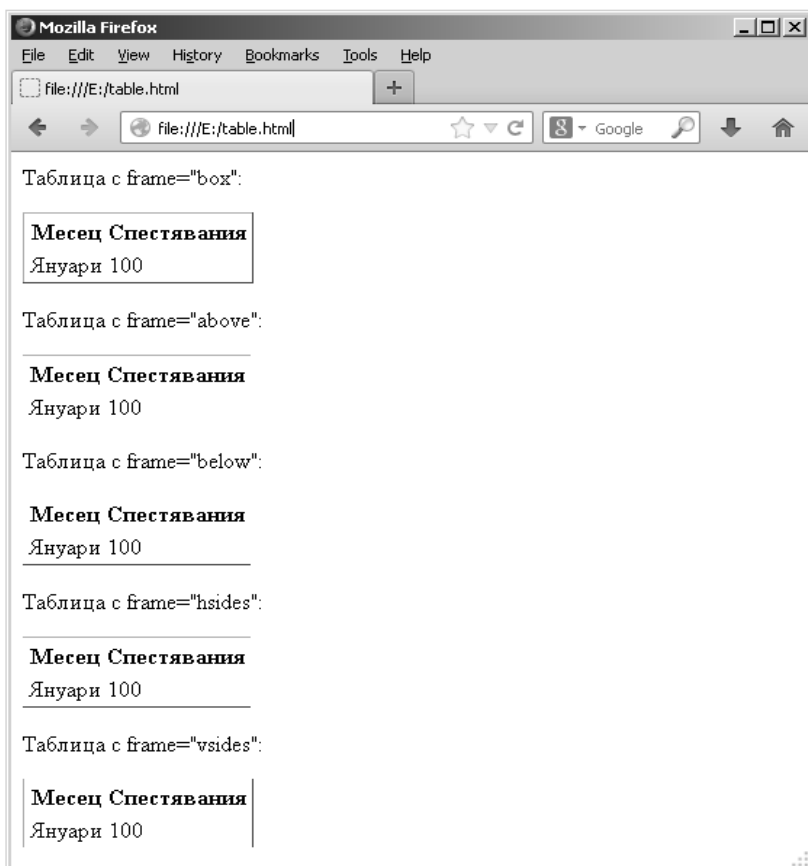 Mozilla Firefox
File Edit View History Bookmarks Tools Help
file:///E:/table.html +
file:///E:/table.html Google
Таблица с frame="box":
Месец Спестявания
Януари 100
Таблица с frame="above":
Месец Спестявания
Януари 100
Таблица с frame="below":
Месец Спестявания
Януари 100
Таблица с frame="hsides":
Месец Спестявания
Януари 100
Таблица с frame="vsides":
Месец Спестявания
Януари 100